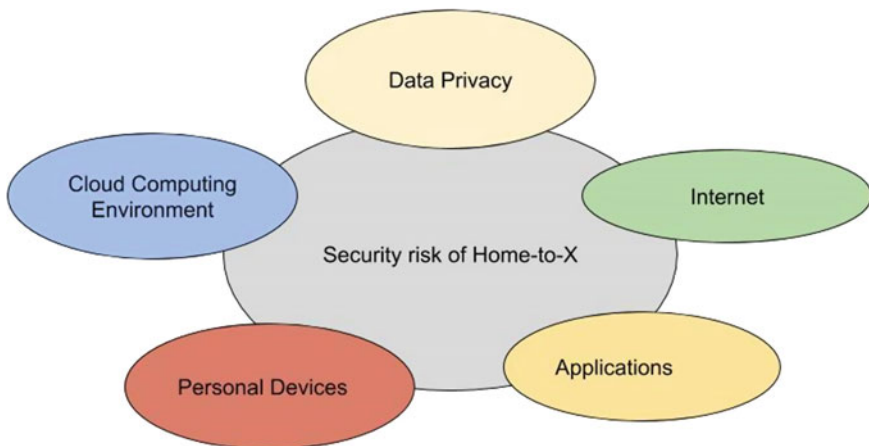 Data Privacy
Cloud Computing
Environment
Internet
Security risk of Home-to-X
Personal Devices
Applications